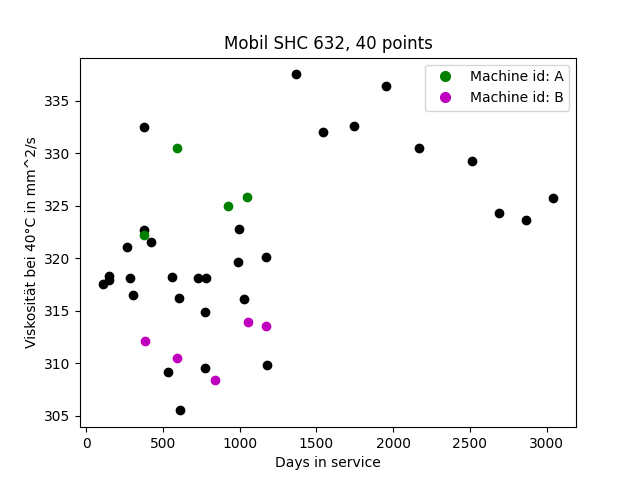 Mobil SHC 632, 40 points
Machine id: A
Machine id: B
Viskosität bei 40°C in mm^2/s
335
330
325
320
315
310
305
0 500 1000 1500 2000 2500 3000
Days in service